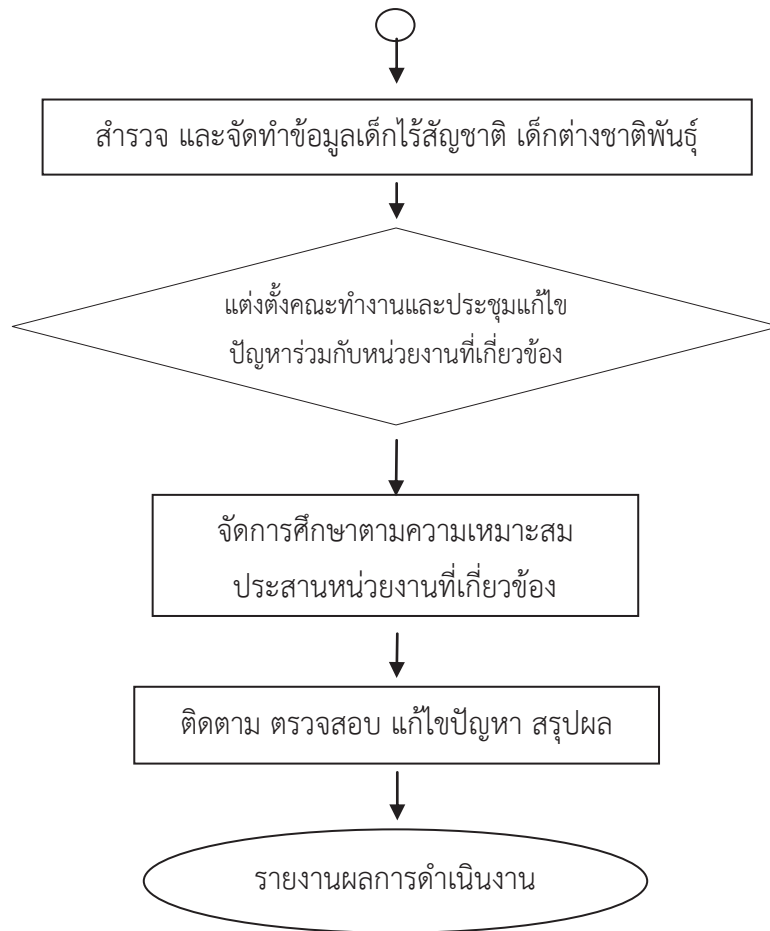 สำรวจ และจัดทำข้อมูลเด็กไร้สัญชาติ เด็กต่างชาติพันธุ์
แต่งตั้งคณะทำงานและประชุมแก้ไข
ปัญหาร่วมกับหน่วยงานที่เกี่ยวข้อง
จัดการศึกษาตามความเหมาะสม
ประสานหน่วยงานที่เกี่ยวข้อง
ติดตาม ตรวจสอบ แก้ไขปัญหา สรุปผล
รายงานผลการดำเนินงาน